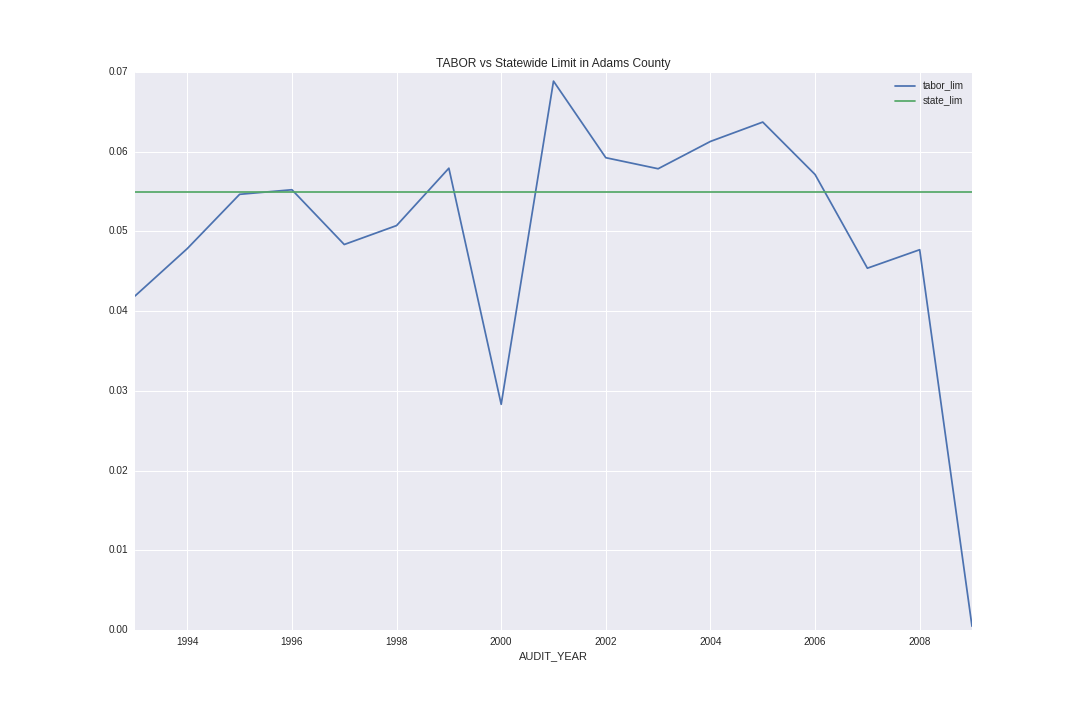 TABOR vs Statewide Limit in Adams County
0.07
tabor_lim
state_lim
0.06
0.05
0.04
0.03
0.02
0.01
0.00
1994 1996 1998 2000 2002 2004 2006 2008
AUDIT_YEAR